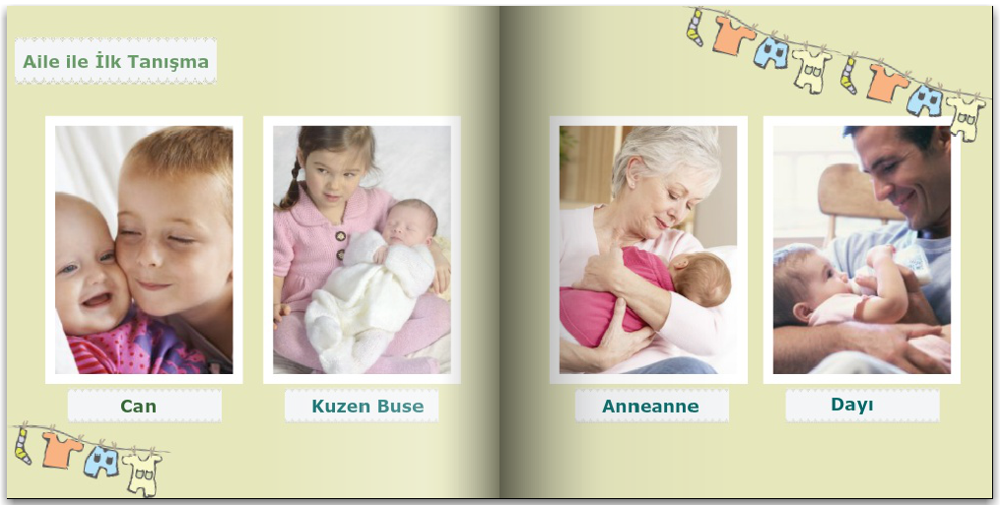 Aile ile İlk Tanışma
Can
Kuzen Buse
Anneanne
Dayı